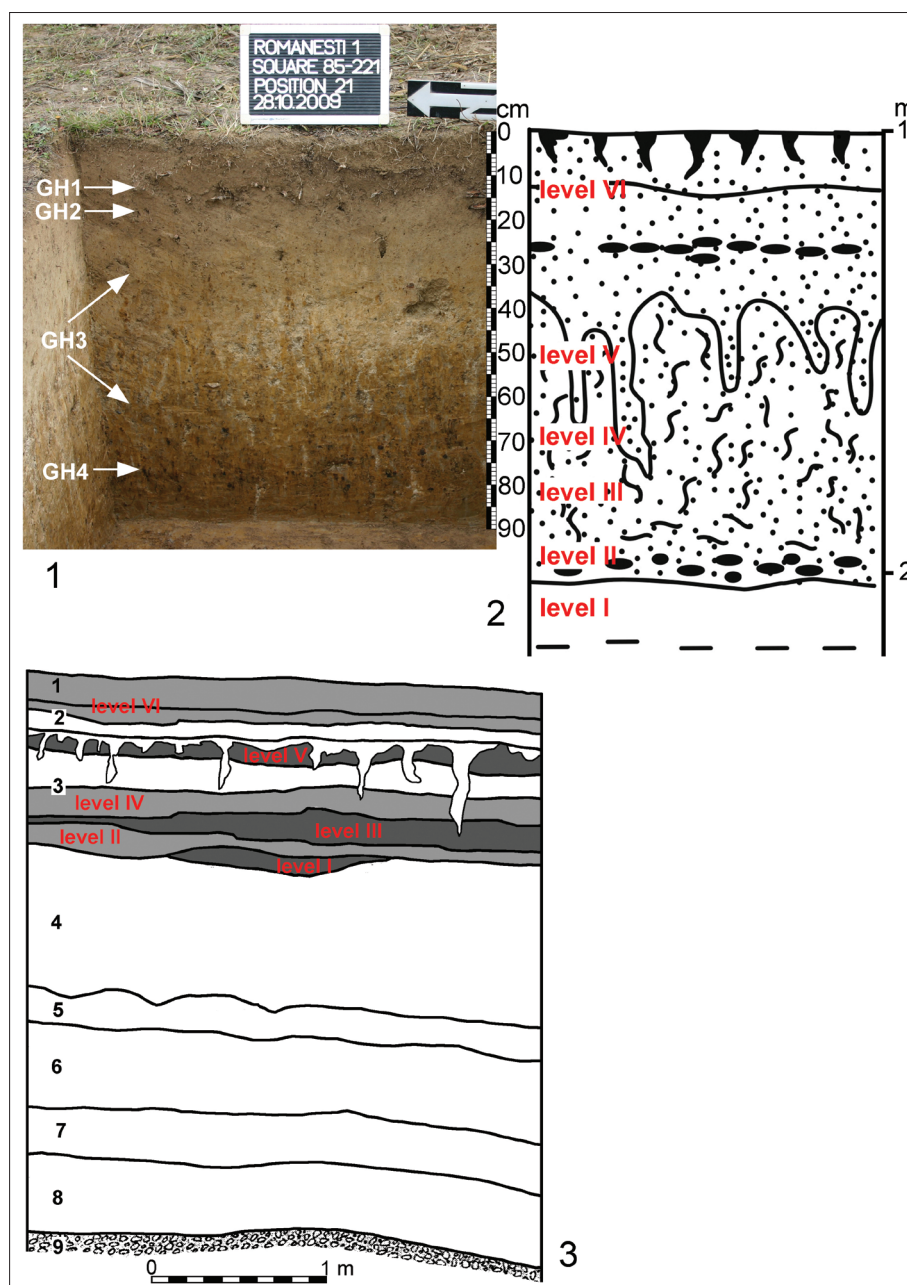 ROMANESTI 1
SQUARE 85-221
POSITION 21
28.10.2009
cm
0
10
20
30
40
50
60
70
80
90
GH1
GH2
GH3
GH4
1
m
1
2
level VI
level V
level IV
level III
level II
level I
2
1
2
3
4
5
6
7
8
9
level VI
level V
level IV
level III
level II
level I
0 1 m
3